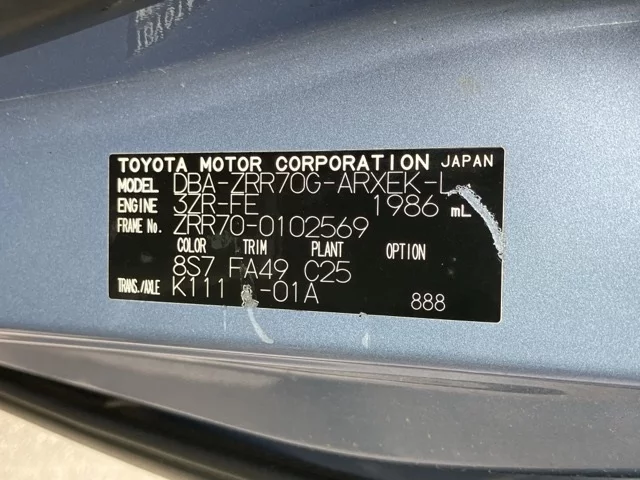 TOYOTA MOTOR CORPORATION JAPAN
MODEL DBA-ZRR70G-ARXEK-L
ENGINE 3ZR-FE 1986 mL
FRAME No. ZRR70-0102569
COLOR TRIM PLANT OPTION
8S7 FA49 C25
TRANS./AXLE K111 -01A 888